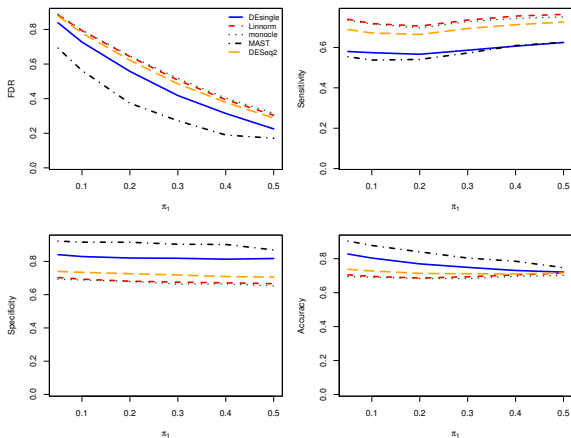 DEsingle
Linnorm
monocle
MAST
DESeq2
FDR
0.0 0.2 0.4 0.6 0.8
0.1 0.2 0.3 0.4 0.5
π1
Sensitivity
0.0 0.2 0.4 0.6
0.1 0.2 0.3 0.4 0.5
π1
Specificity
0.0 0.2 0.4 0.6 0.8
0.1 0.2 0.3 0.4 0.5
π1
Accuracy
0.0 0.2 0.4 0.6 0.8
0.1 0.2 0.3 0.4 0.5
π1